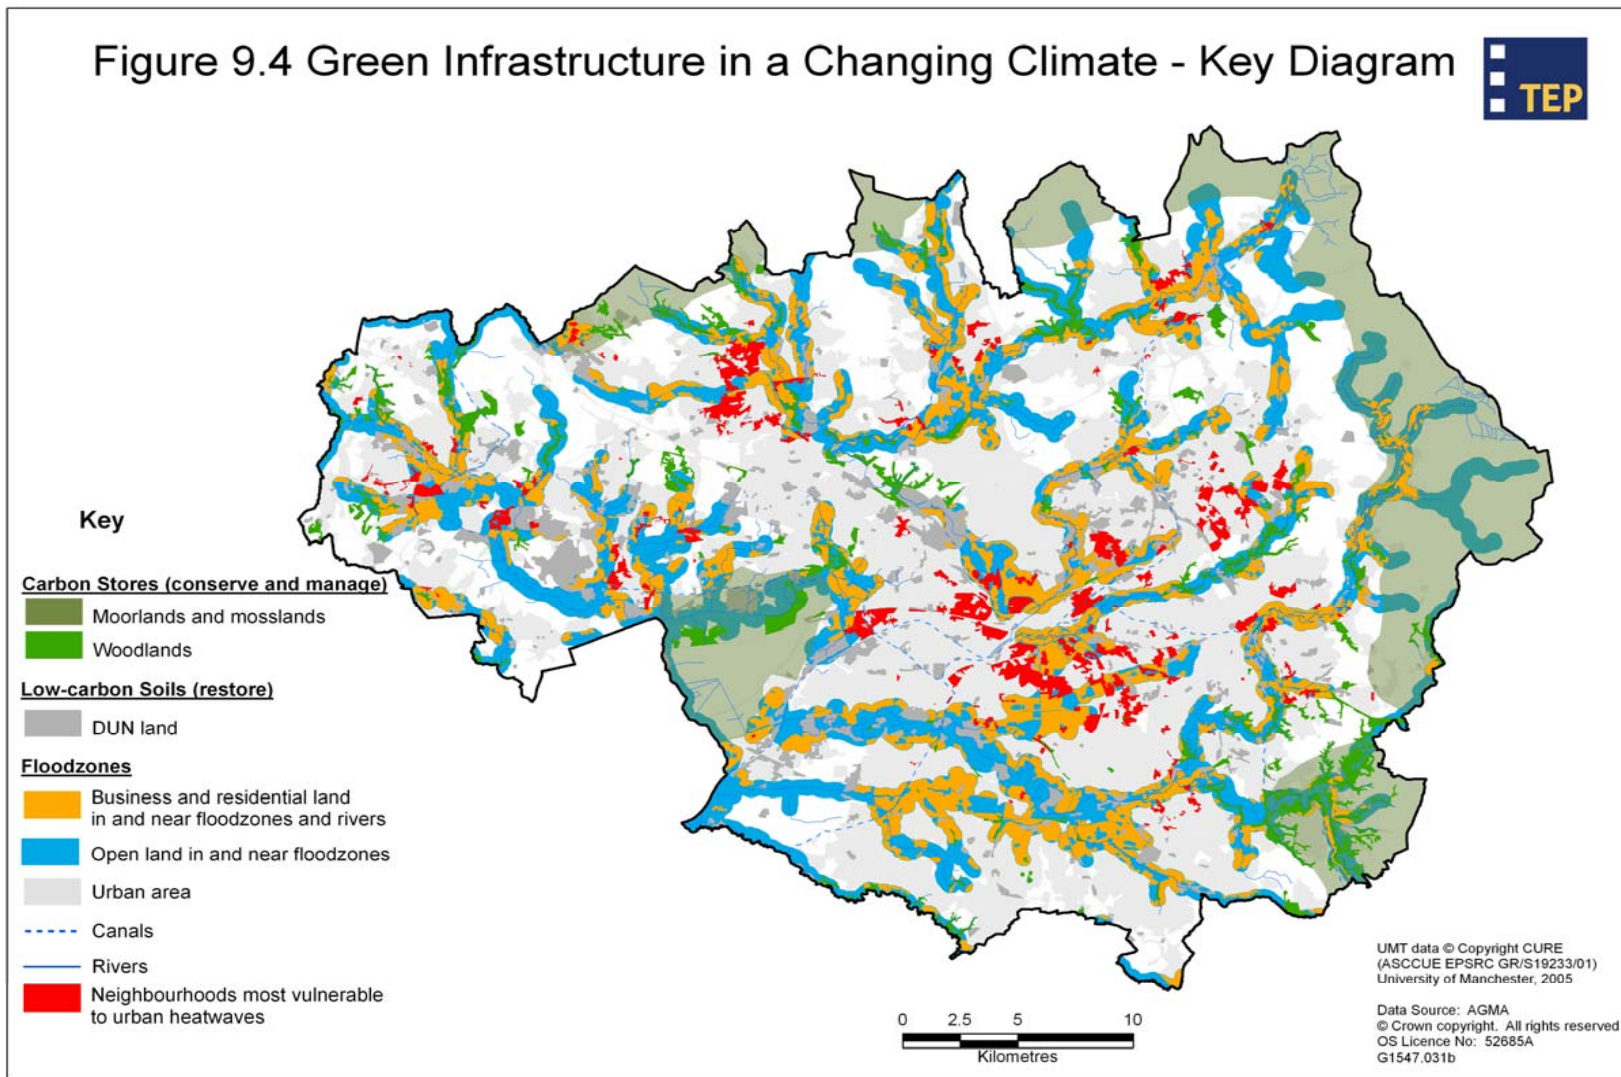 Figure 9.4 Green Infrastructure in a Changing Climate - Key Diagram
TEP
Key
Carbon Stores (conserve and manage)
Moorlands and mosslands
Woodlands
Low-carbon Soils (restore)
DUN land
Floodzones
Business and residential land
in and near floodzones and rivers
Open land in and near floodzones
Urban area
Canals
Rivers
Neighbourhoods most vulnerable
to urban heatwaves
0 2.5 5 10
Kilometres
UMT data © Copyright CURE
(ASCCUE EPSRC GR/S19233/01)
University of Manchester, 2005
Data Source: AGMA
© Crown copyright. All rights reserved
OS Licence No: 52685A
G1547.031b